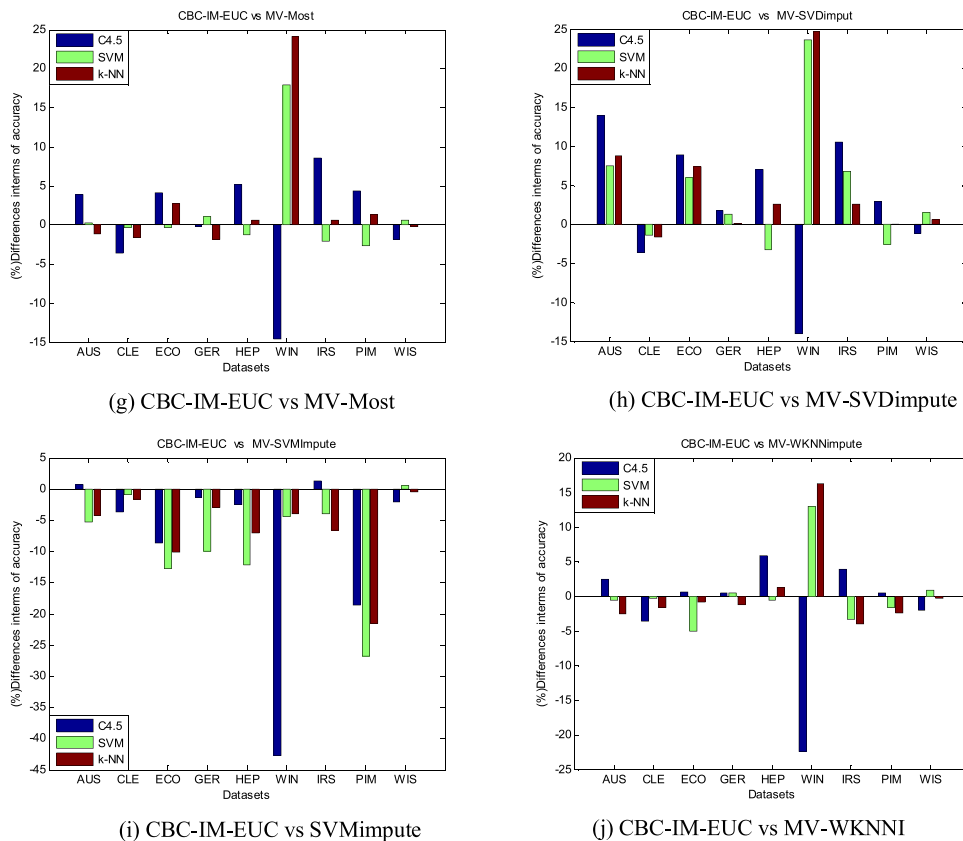 CBC-IM-EUC vs MV-Most
25
20
15
10
5
0
-5
-10
-15
(%)Differences interms of accuracy
C4.5
SVM
k-NN
AUS CLE ECO GER HEP WIN IRS PIM WIS
Datasets
(g) CBC-IM-EUC vs MV-Most
CBC-IM-EUC vs MV-SVDimput
25
20
15
10
5
0
-5
-10
-15
(%)Differences interms of accuracy
C4.5
SVM
k-NN
AUS CLE ECO GER HEP WIN IRS PIM WIS
Datasets
(h) CBC-IM-EUC vs MV-SVDimpute
CBC-IM-EUC vs MV-SVMImpute
5
0
-5
-10
-15
-20
-25
-30
-35
-40
-45
(%)Differences interms of accuracy
C4.5
SVM
k-NN
AUS CLE ECO GER HEP WIN IRS PIM WIS
Datasets
(i) CBC-IM-EUC vs SVMimpute
CBC-IM-EUC vs MV-WKNNimpute
20
15
10
5
0
-5
-10
-15
-20
-25
(%)Differences interms of accuracy
C4.5
SVM
k-NN
AUS CLE ECO GER HEP WIN IRS PIM WIS
Datasets
(j) CBC-IM-EUC vs MV-WKNNI